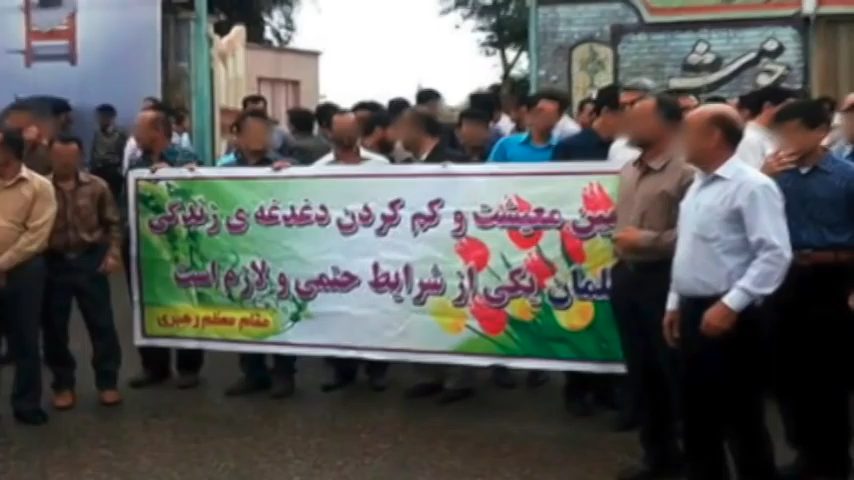 معیشت و کم کردن دغدغه ی زندگی
یکی از شرایط حتمی و لازم است
مقام معظم رهبری